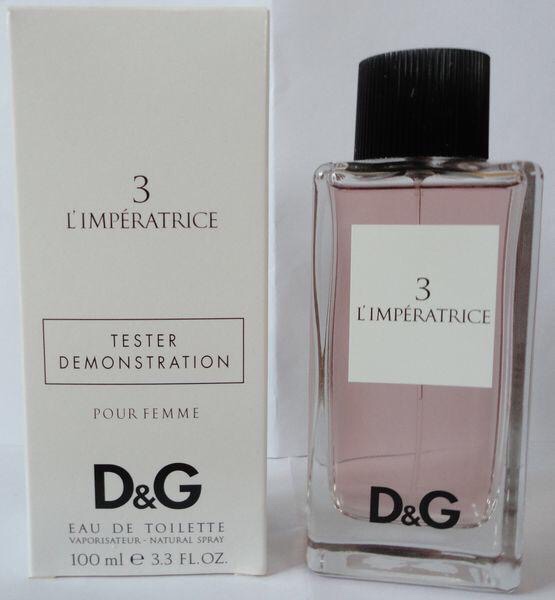 3
L'IMPÉRATRICE
TESTER
DEMONSTRATION
POUR FEMME
D&G
EAU DE TOILETTE
VAPORISATEUR - NATURAL SPRAY
100 ml e 3.3 FL.OZ.
3
L'IMPÉRATRICE
D&G